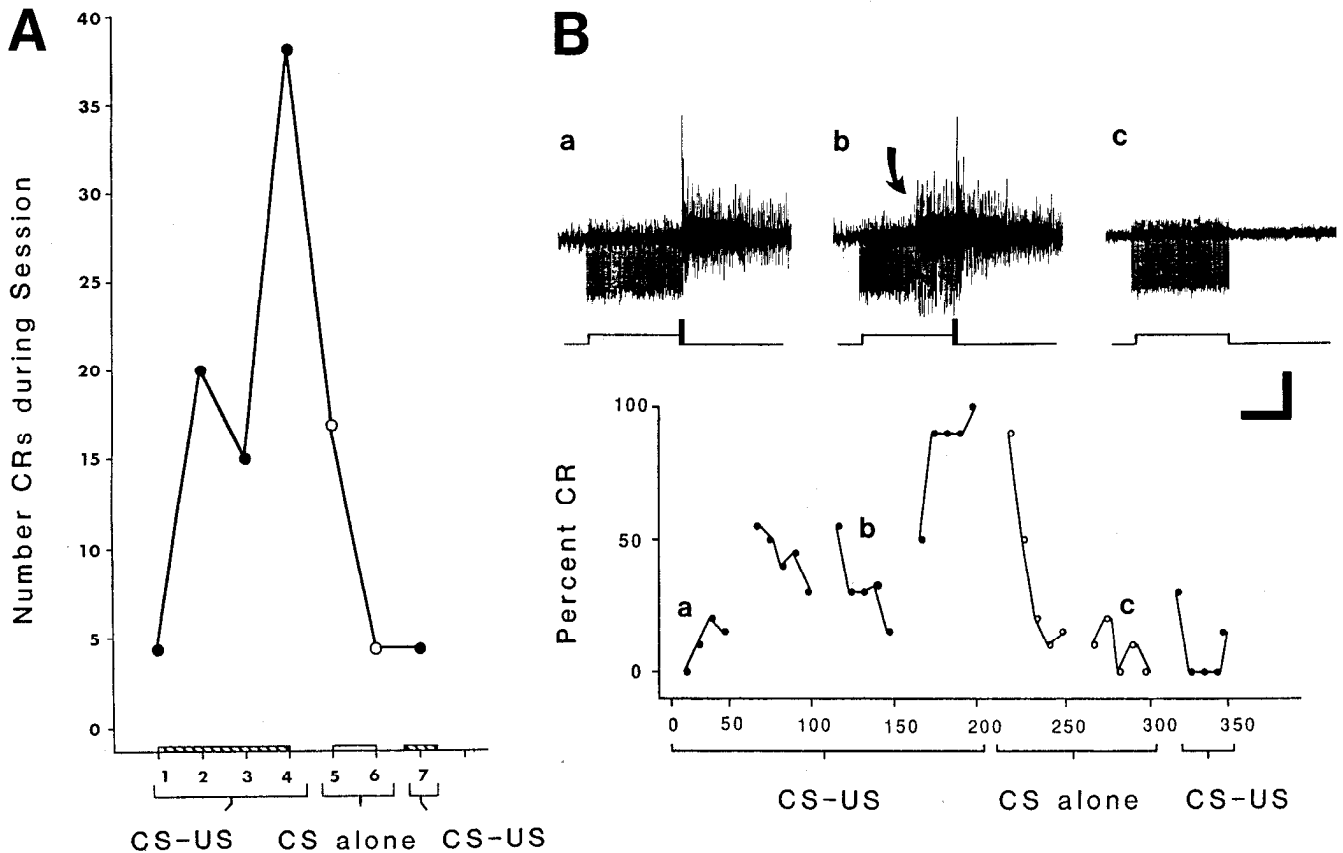 A
Number CRs during Session
40
35
30
25
20
15
10
5
0
1 2 3 4 5 6 7
CS-US CS alone CS-US
B
a b c
Percent CR
100
50
0
a b c
0 50 100 150 200 250 300 350
CS-US CS alone CS-US